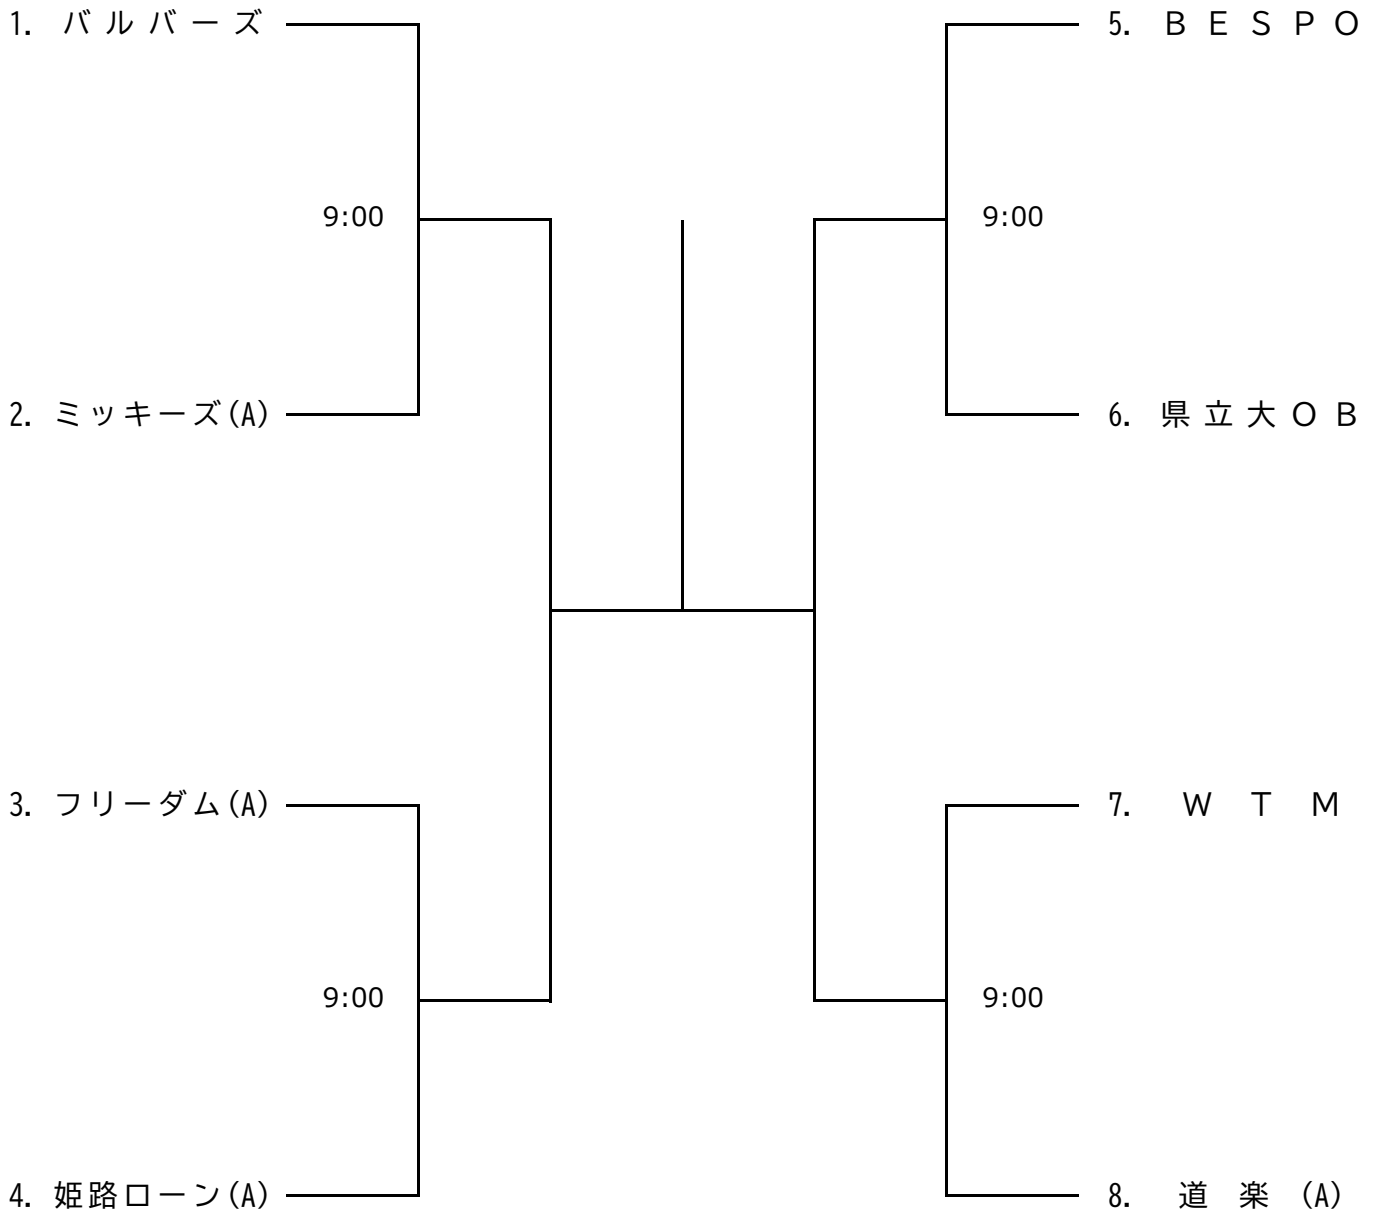 1. バルバーズ
9:00
2. ミッキーズ(A)
3. フリーダム(A)
9:00
4. 姫路ローン(A)
5. ＢＥＳＰＯ
9:00
6. 県立大ＯＢ
7. ＷＴＭ
9:00
8. 道楽(A)